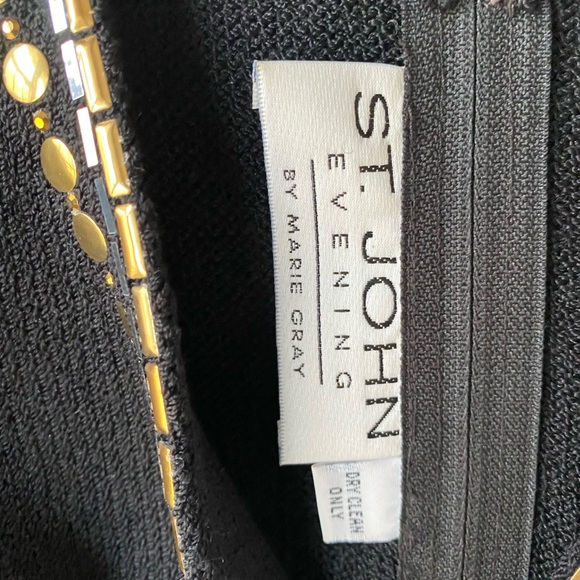 ST. JOHN
EVENING
BY MARIE GRAY
DRY CLEAN
ONLY